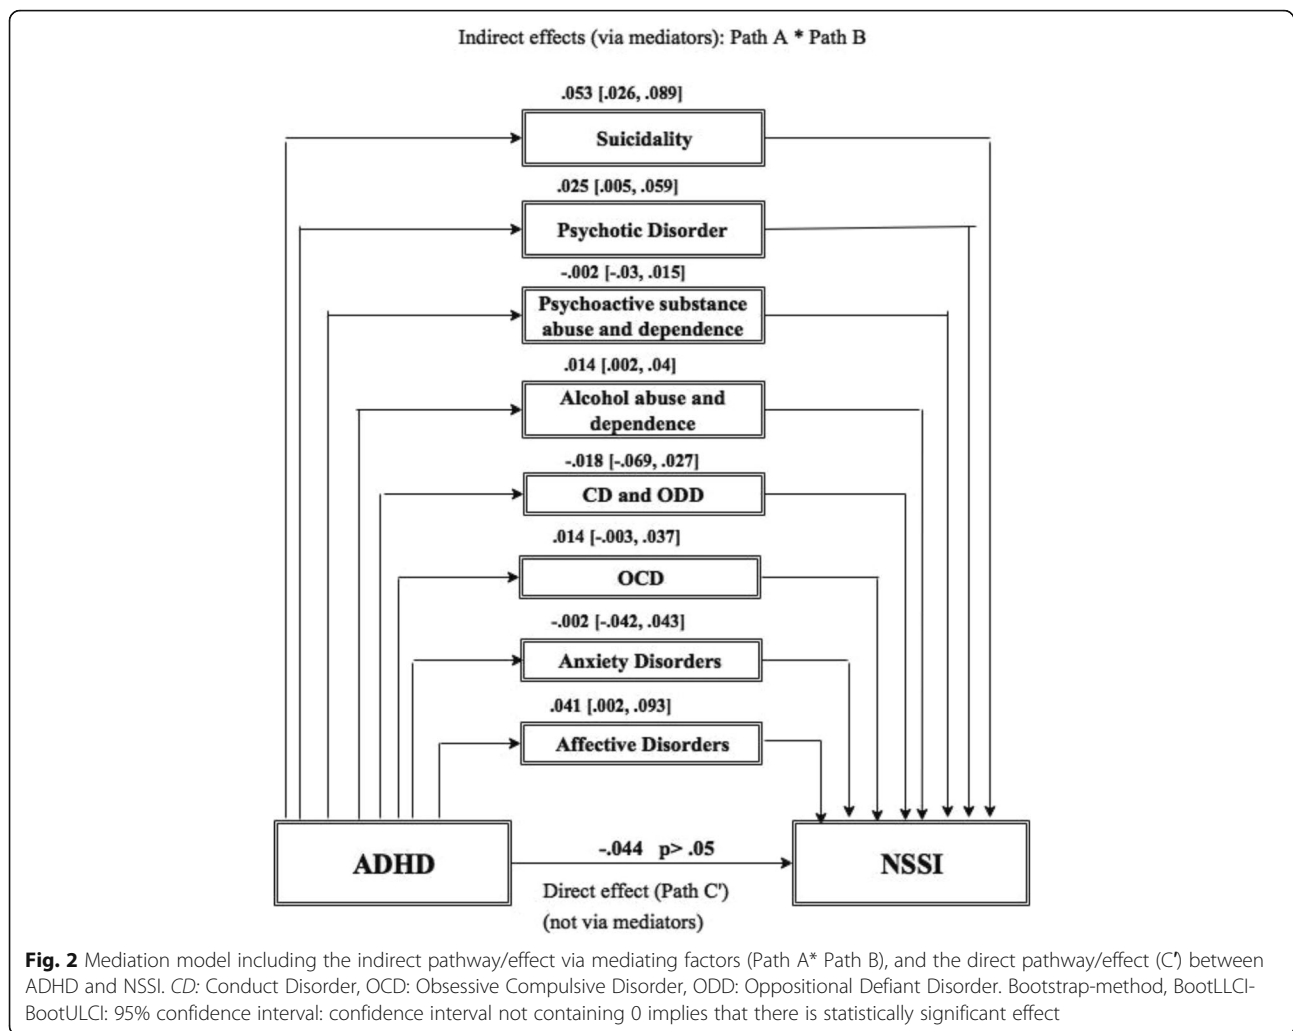 Indirect effects (via mediators): Path A * Path B
.053 [.026, .089]
Suicidality
.025 [.005, .059]
Psychotic Disorder
-.002 [-.03, .015]
Psychoactive substance
abuse and dependence
.014 [.002, .04]
Alcohol abuse and
dependence
-.018 [-.069, .027]
CD and ODD
.014 [-.003, .037]
OCD
-.002 [-.042, .043]
Anxiety Disorders
.041 [.002, .093]
Affective Disorders
ADHD
-.044 p> .05
NSSI
Direct effect (Path C')
(not via mediators)
Fig. 2 Mediation model including the indirect pathway/effect via mediating factors (Path A* Path B), and the direct pathway/effect (C') between
ADHD and NSSI. CD: Conduct Disorder, OCD: Obsessive Compulsive Disorder, ODD: Oppositional Defiant Disorder. Bootstrap-method, BootLLCI-
BootULCI: 95% confidence interval: confidence interval not containing 0 implies that there is statistically significant effect